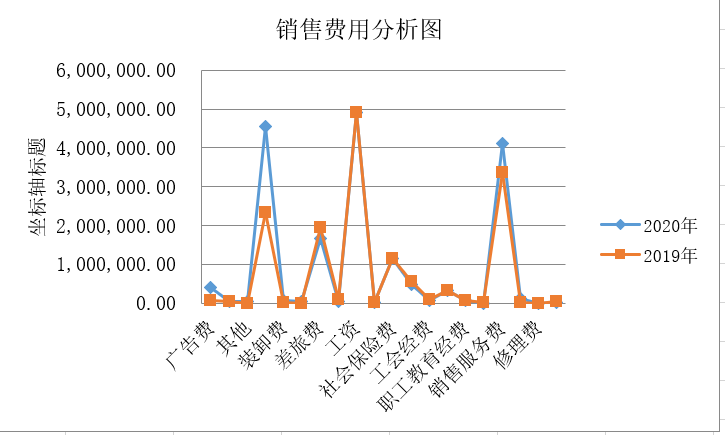 销售费用分析图
坐标轴标题
6,000,000.00
5,000,000.00
4,000,000.00
3,000,000.00
2,000,000.00
1,000,000.00
0.00
广告费
其他
装卸费
差旅费
工资
社会保险费
工会经费
职工教育经费
销售服务费
修理费
2020年
2019年